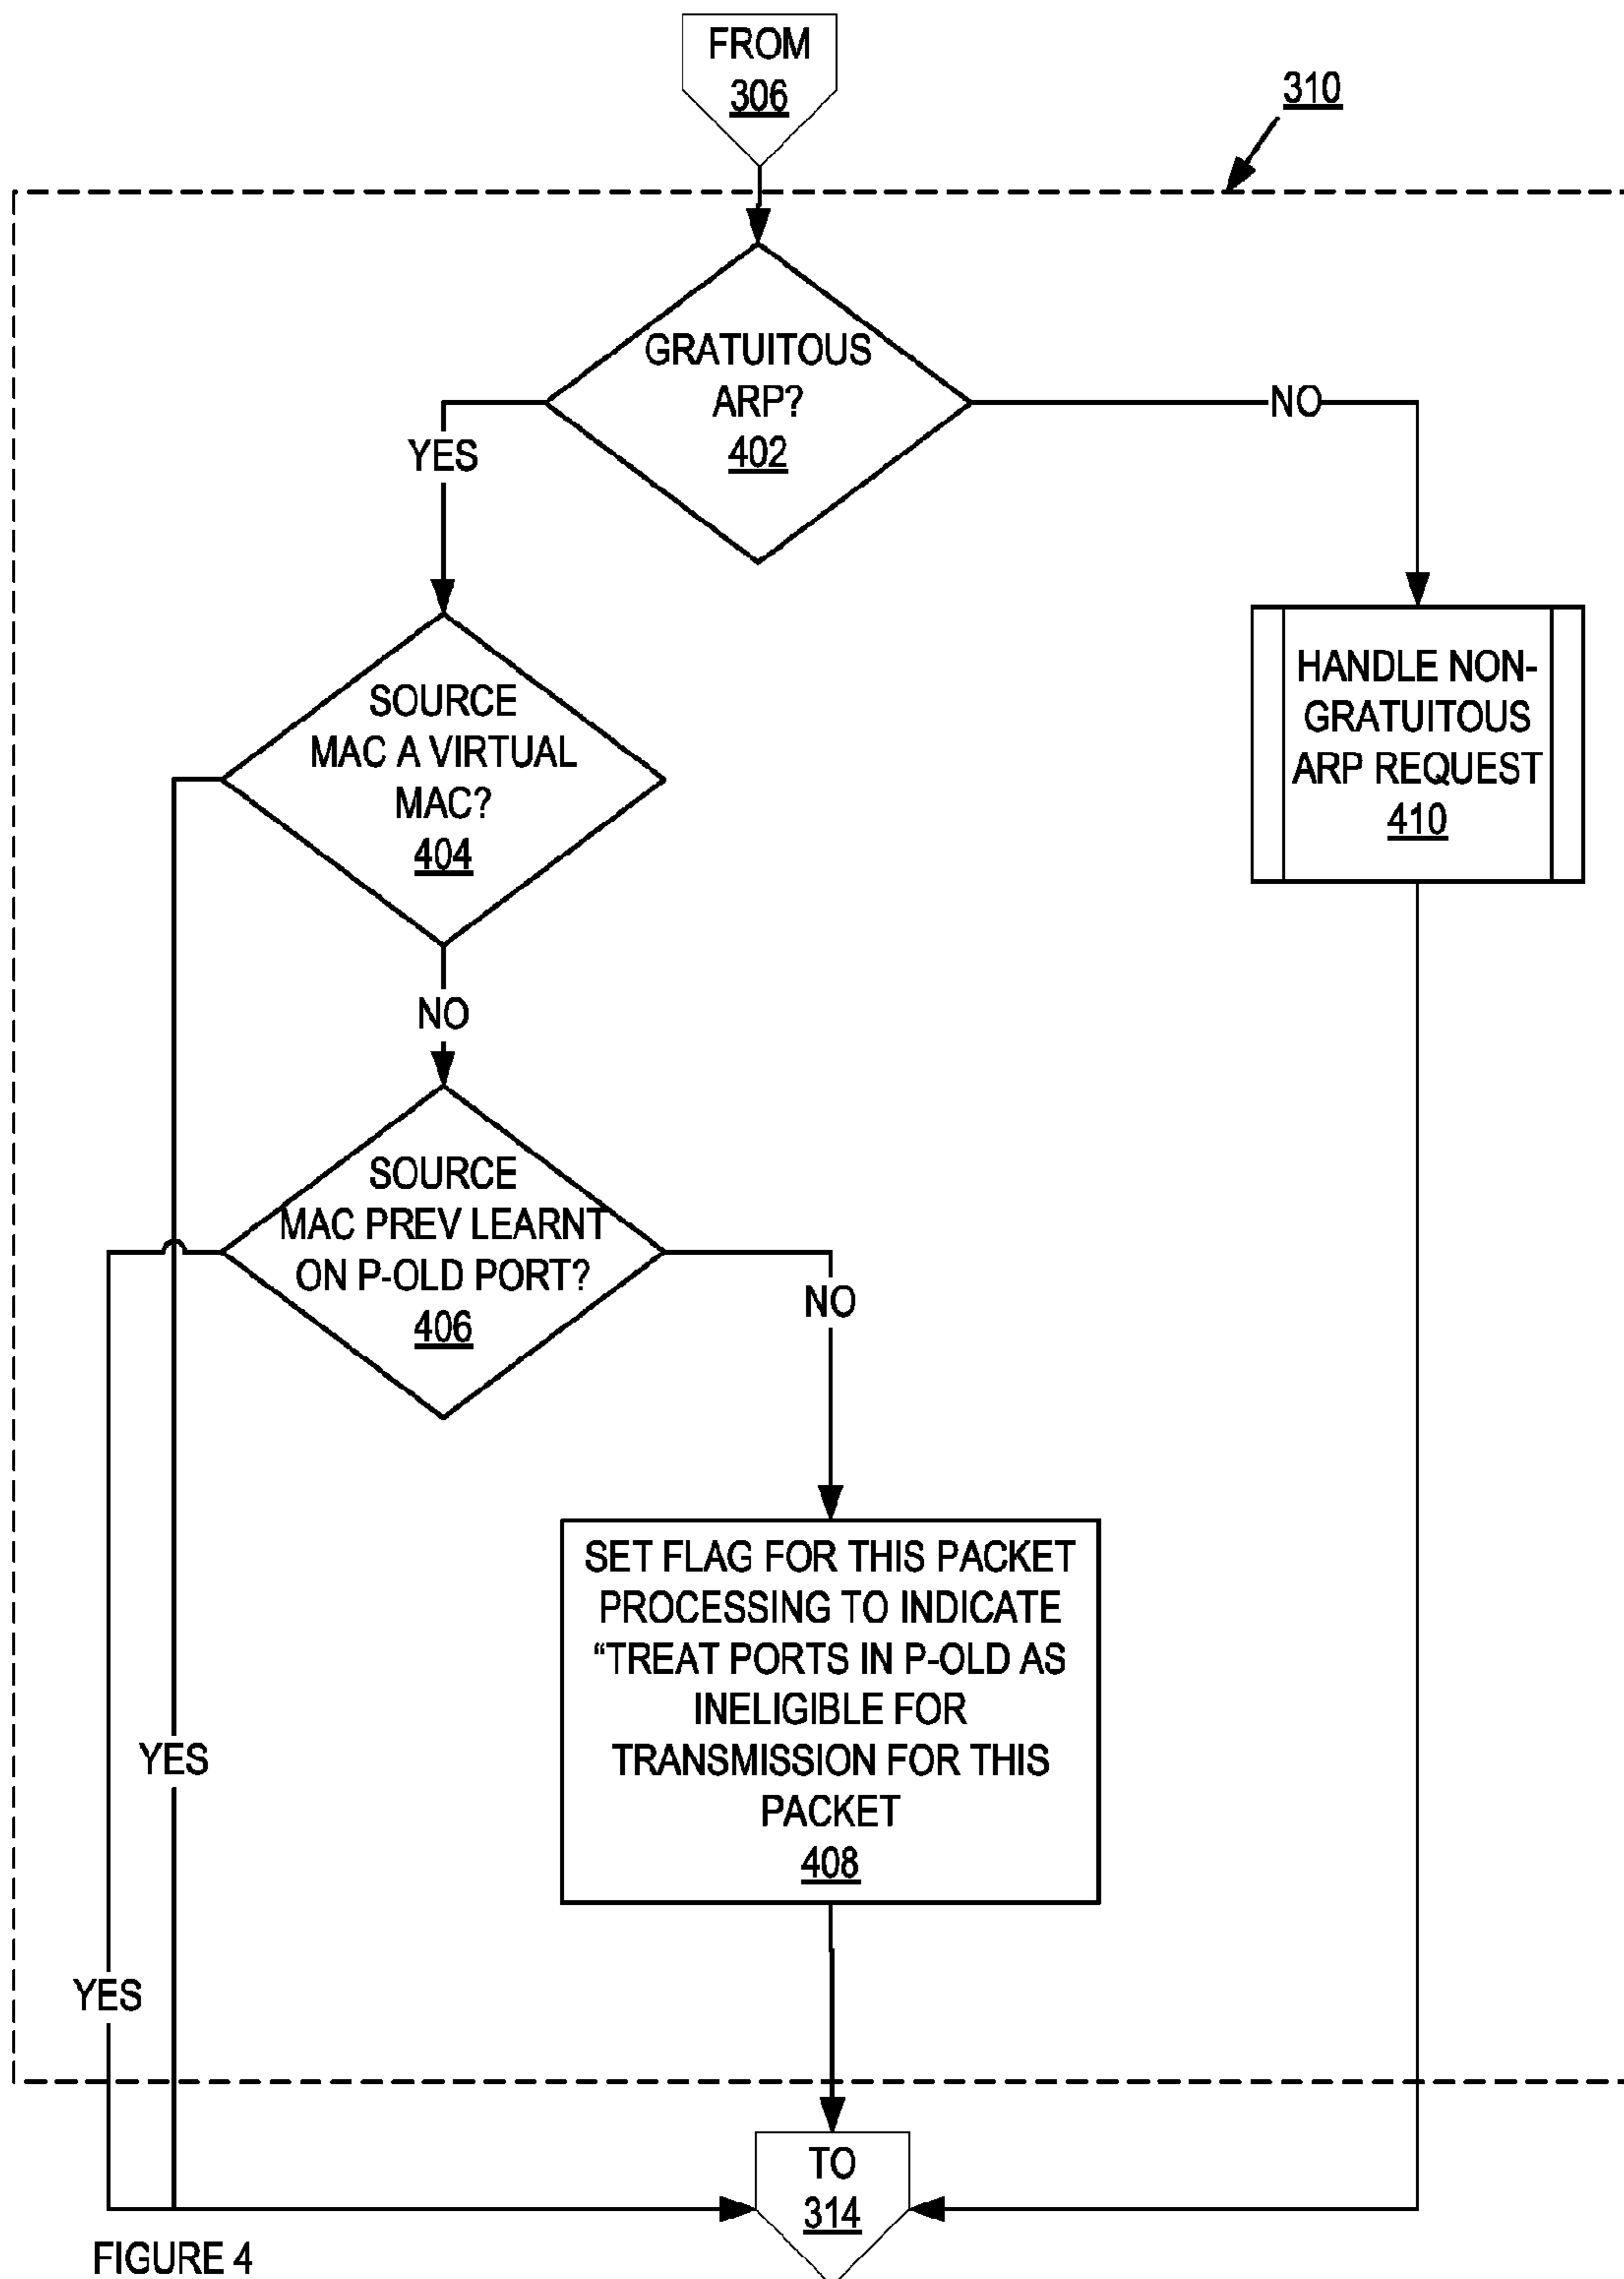 FROM
306
310
GRATUITOUS
ARP?
402
NO
YES
HANDLE NON-
GRATUITOUS
ARP REQUEST
410
SOURCE
MAC A VIRTUAL
MAC?
404
NO
SOURCE
MAC PREV LEARNT
ON P-OLD PORT?
406
NO
SET FLAG FOR THIS PACKET
PROCESSING TO INDICATE
“TREAT PORTS IN P-OLD AS
INELIGIBLE FOR
TRANSMISSION FOR THIS
PACKET
408
YES
YES
TO
314
FIGURE 4